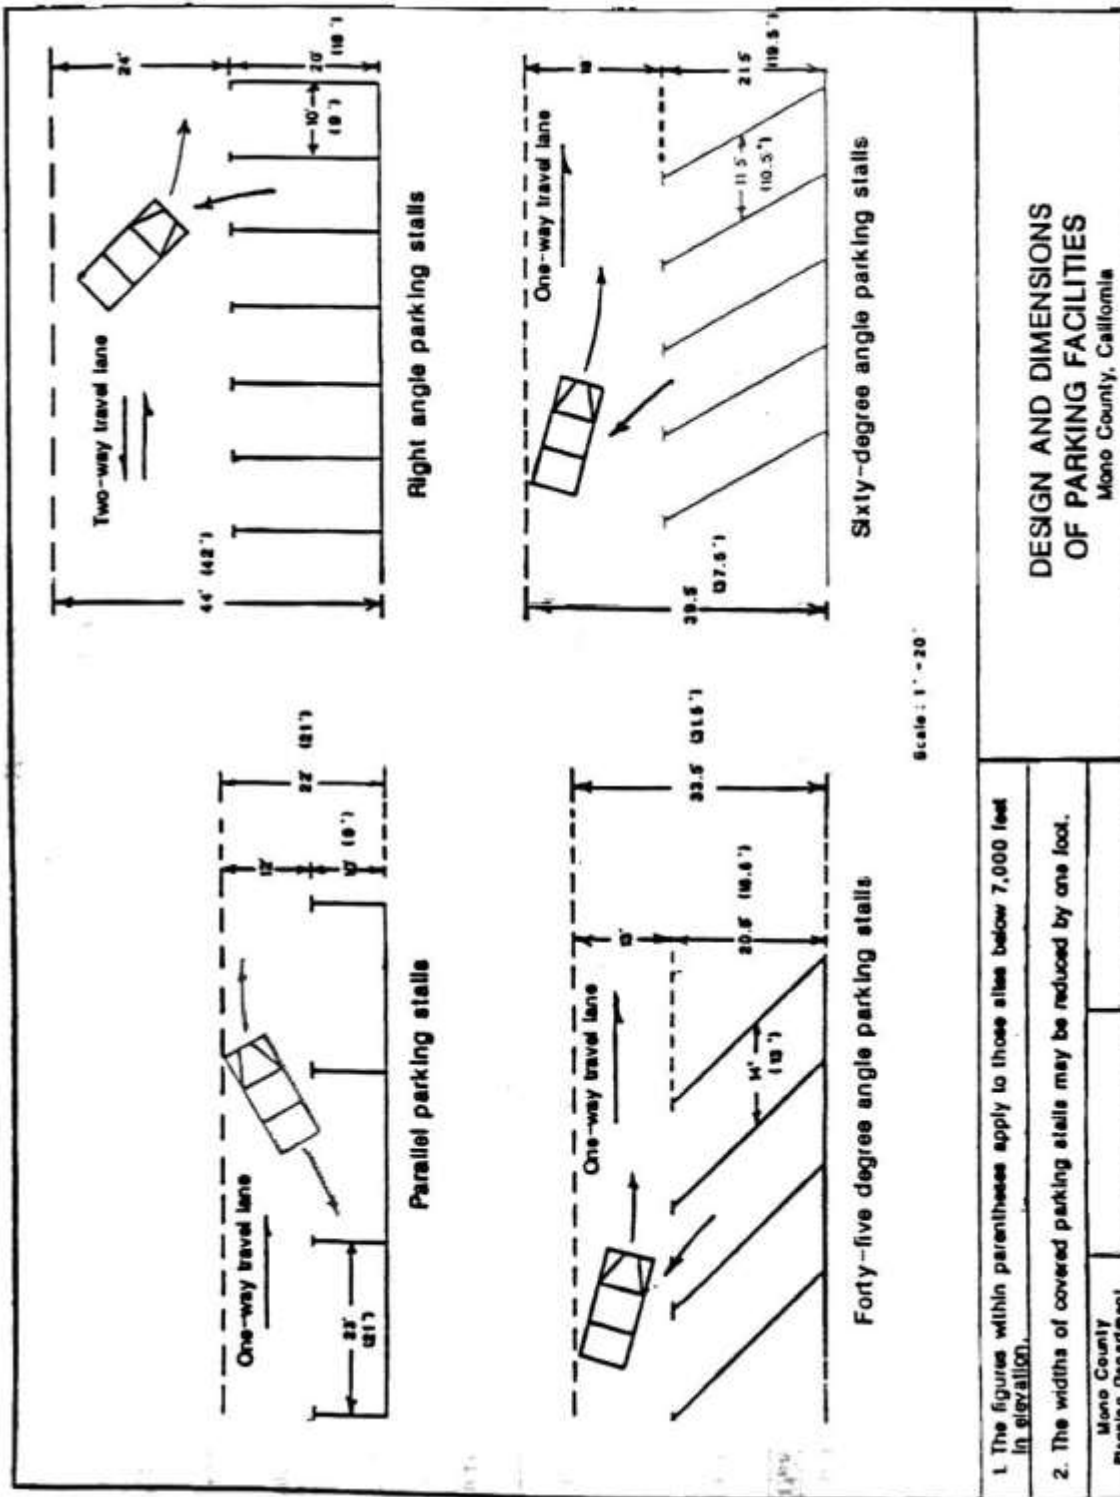 One-way travel lane
12'
22' (21')
10' (9')
Parallel parking stalls
Two-way travel lane
24'
20' (18')
10'
(9')
44' (42')
Right angle parking stalls
One-way travel lane
13'
33.5' (31.5')
14'
(13')
Forty-five degree angle parking stalls
One-way travel lane
18'
21.5'
(19.5')
11.5'
(10.5')
39.5'
(37.5')
Sixty-degree angle parking stalls
Scale: 1" = 20'
1. The figures within parentheses apply to those sites below 7,000 feet
in elevation.
2. The widths of covered parking stalls may be reduced by one foot.
DESIGN AND DIMENSIONS
OF PARKING FACILITIES
Mono County, California
Mono County